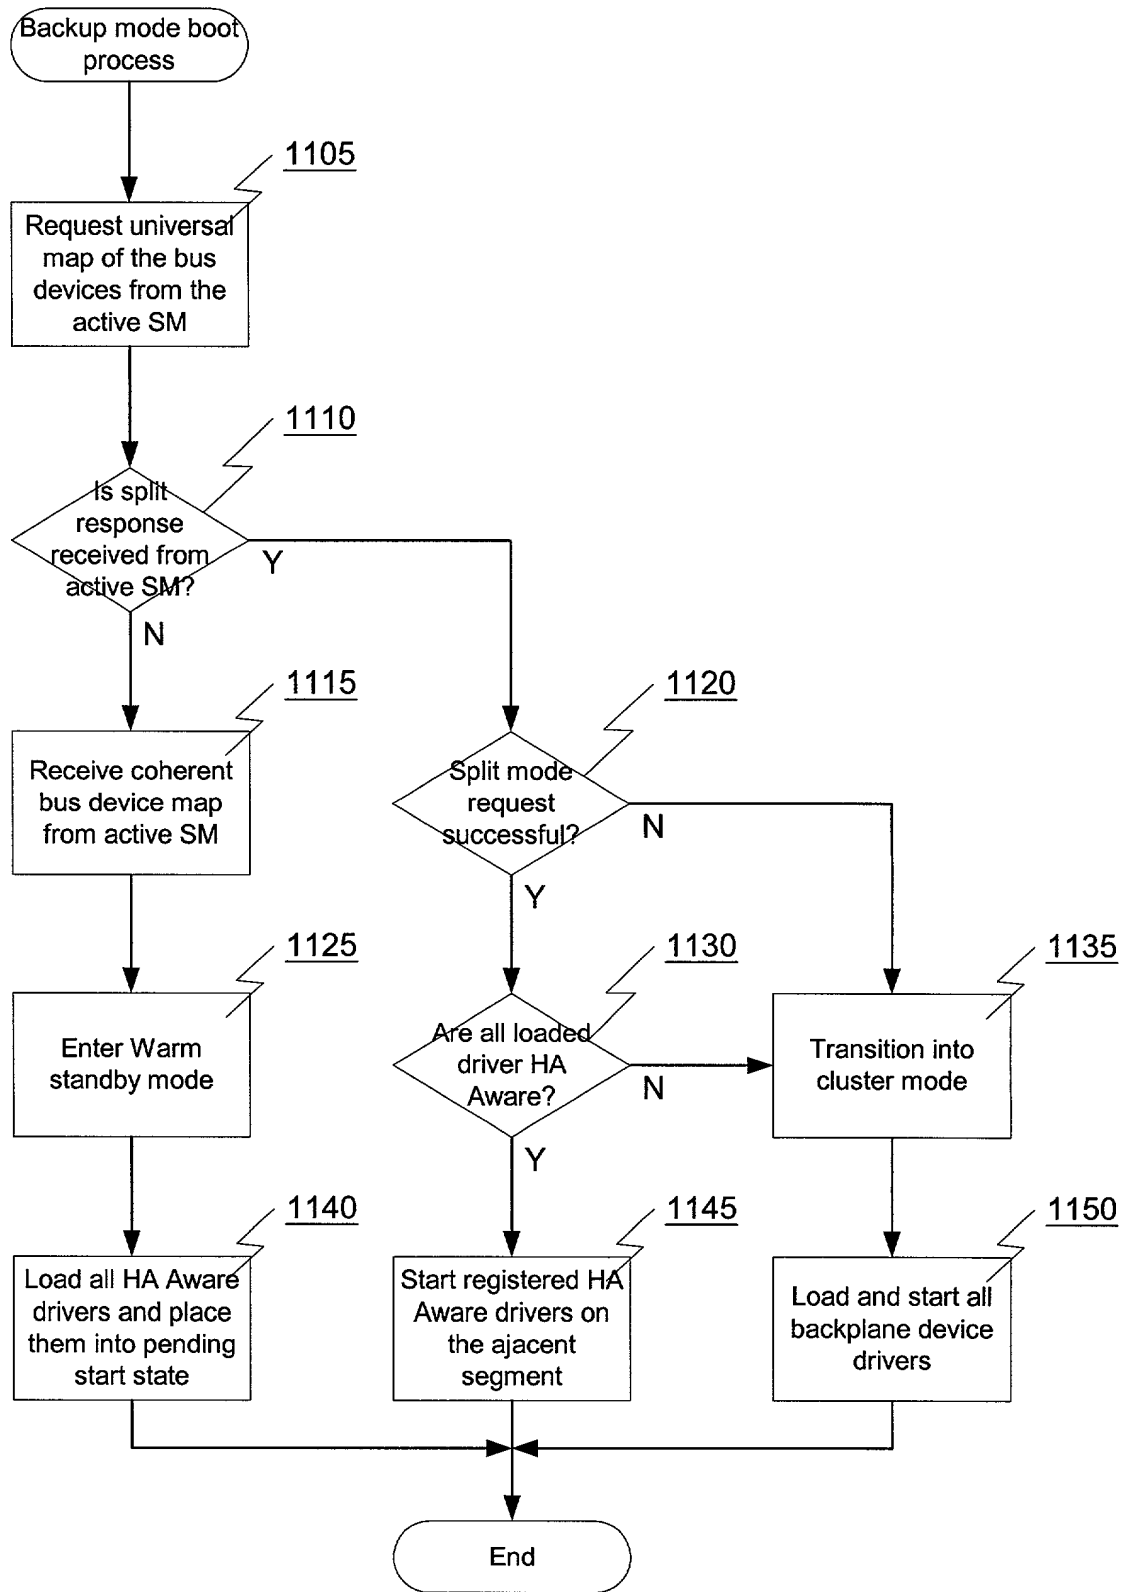 Backup mode boot
process
1105
Request universal
map of the bus
devices from the
active SM
1110
Is split
response
received from
active SM?
Y
N
1115
Receive coherent
bus device map
from active SM
1120
Split mode
request
successful?
N
Y
1125
Enter Warm
standby mode
1130
Are all loaded
driver HA
Aware?
N
Y
1135
Transition into
cluster mode
1140
Load all HA Aware
drivers and place
them into pending
start state
1145
Start registered HA
Aware drivers on
the ajacent
segment
1150
Load and start all
backplane device
drivers
End